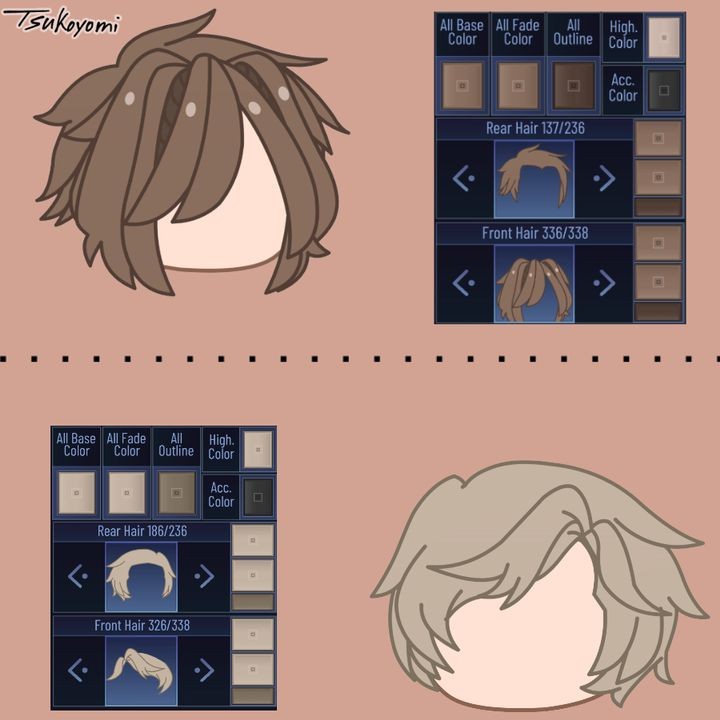 Tsukoyomi
All Base Color
All Fade Color
All Outline
High. Color
Acc. Color
Rear Hair 137/236
Front Hair 336/338
All Base Color
All Fade Color
All Outline
High. Color
Acc. Color
Rear Hair 186/236
Front Hair 326/338